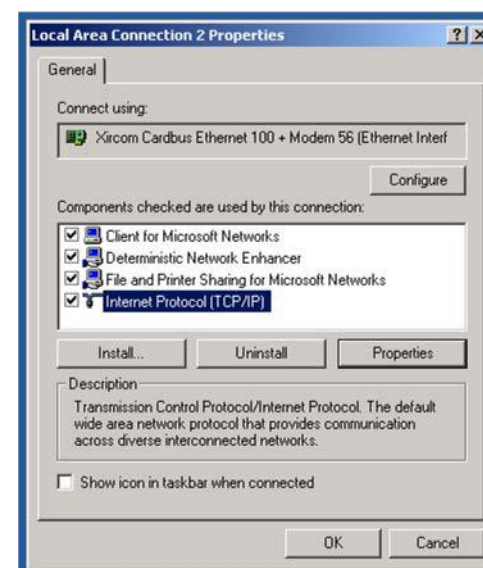 Local Area Connection 2 Properties
General
Connect using:
Xircom Cardbus Ethernet 100 + Modem 56 (Ethernet Interf
Configure
Components checked are used by this connection:
Client for Microsoft Networks
Deterministic Network Enhancer
File and Printer Sharing for Microsoft Networks
Internet Protocol (TCP/IP)
Install... Uninstall Properties
Description
Transmission Control Protocol/Internet Protocol. The default
wide area network protocol that provides communication
across diverse interconnected networks.
Show icon in taskbar when connected
OK Cancel